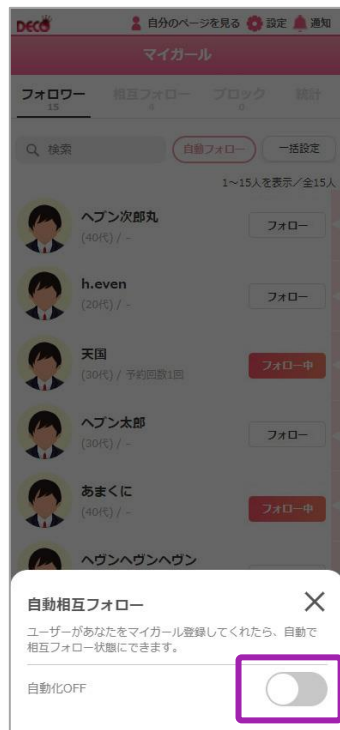 DECO 自分のページを見る 設定 通知
マイガール
フォロワー 相互フォロー ブロック 統計
15 4 0
検索 自動フォロー 一括設定
1~15人を表示/全15人
ヘブン次郎丸
(40代) / -
フォロー
h.even
(20代) / -
フォロー
天国
(30代) / 予約回数1回
フォロー中
ヘブン太郎
(30代) / -
フォロー
あまくに
(40代) / -
フォロー中
ヘヴンヘヴンヘヴン
自動相互フォロー
ユーザーがあなたをマイガール登録してくれたら、自動で
相互フォロー状態にできます。
自動化OFF